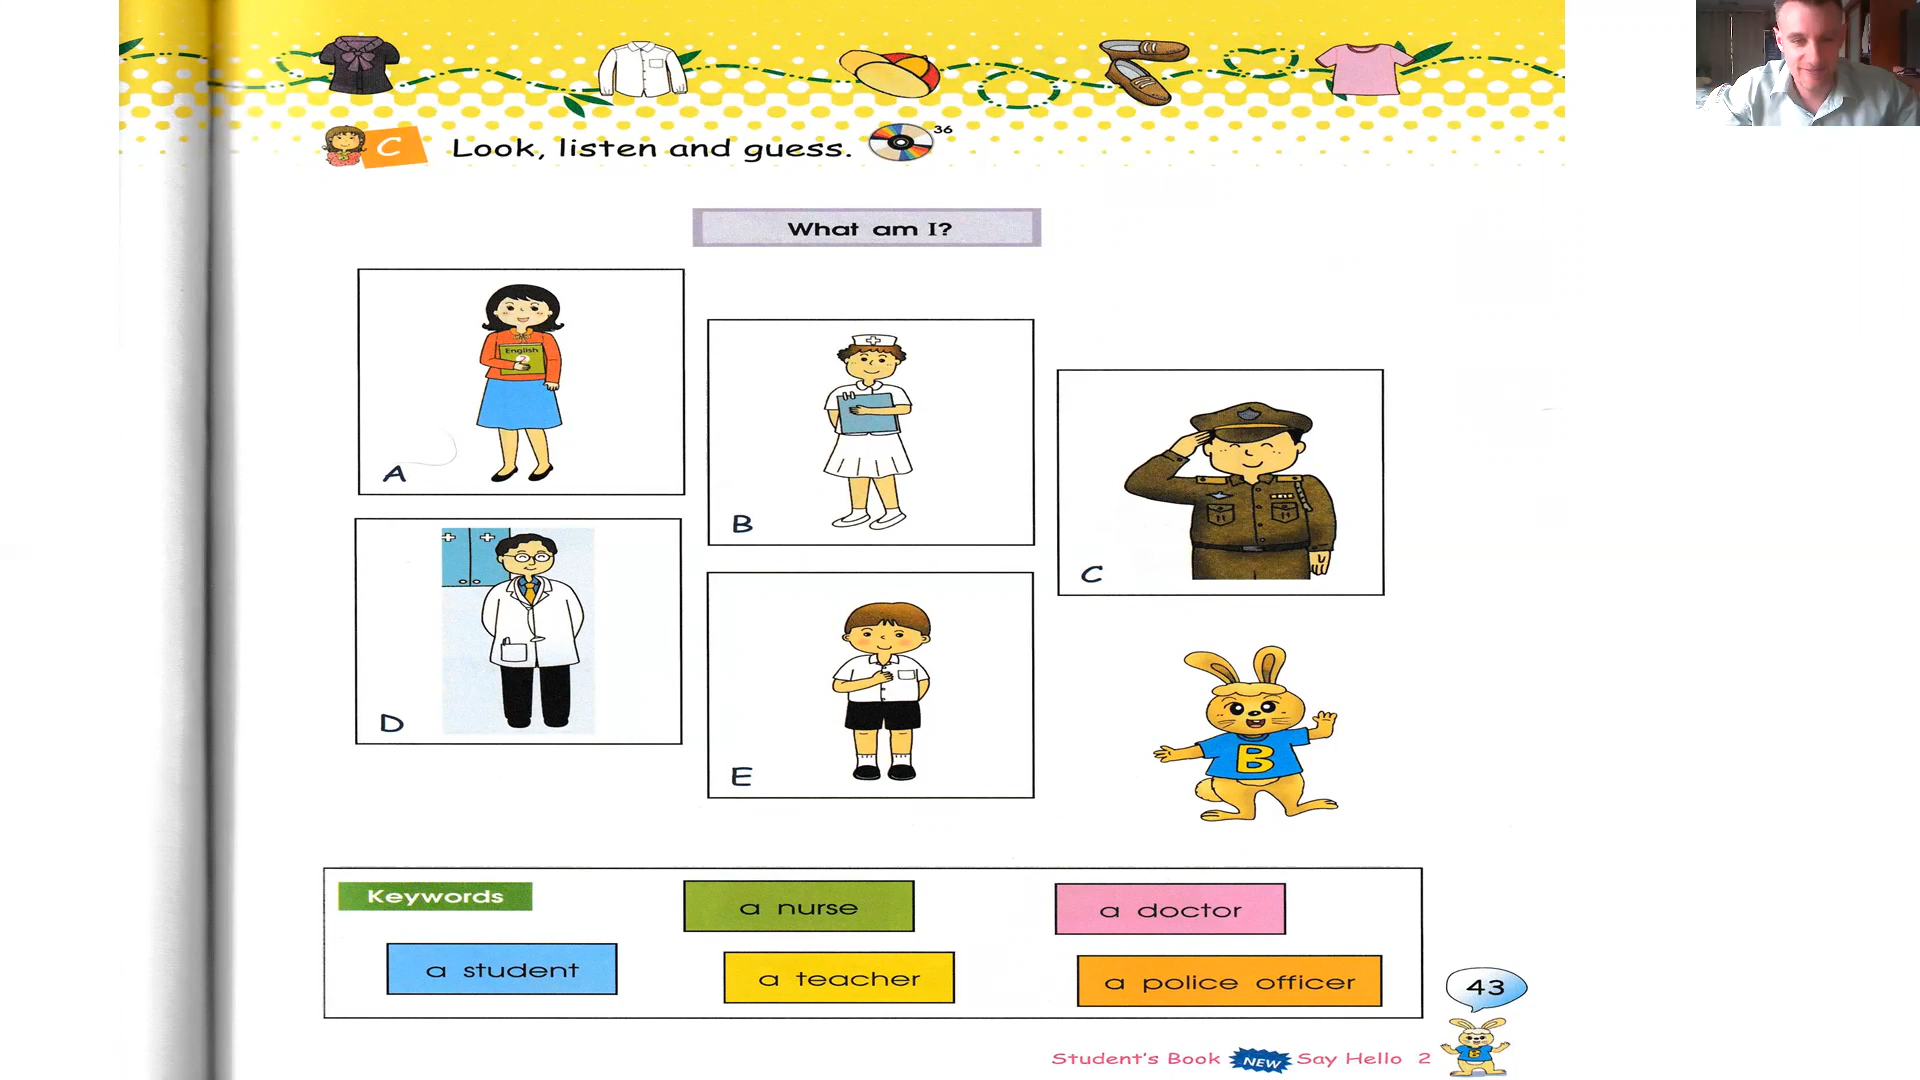 C Look, listen and guess. 36
What am I?
English
2
A
B
C
D
E
B
Keywords
a nurse
a doctor
a student
a teacher
a police officer
43
Student's Book NEW Say Hello 2
B